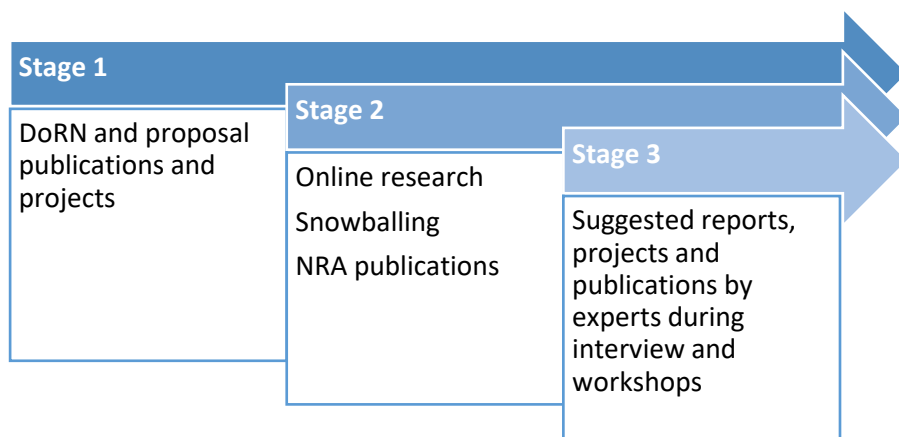 Stage 1
DoRN and proposal
publications and
projects
Stage 2
Online research
Snowballing
NRA publications
Stage 3
Suggested reports,
projects and
publications by
experts during
interview and
workshops